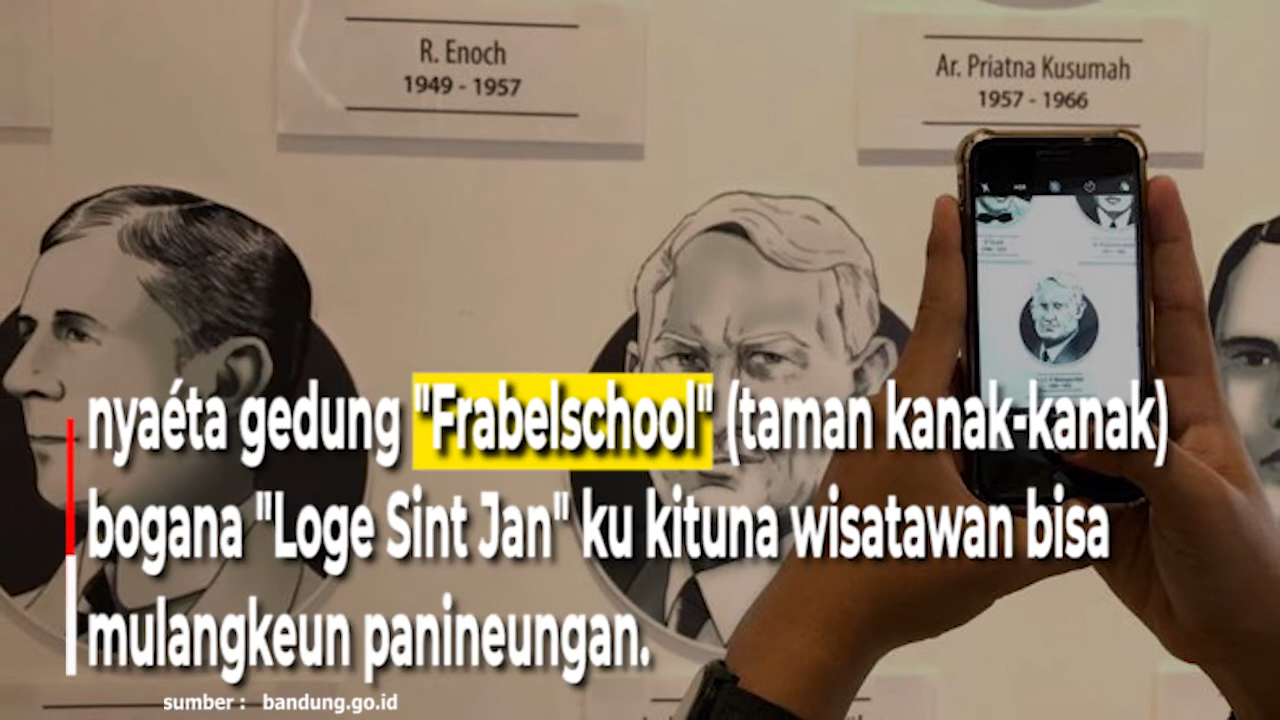 R. Enoch
1949 - 1957
Ar. Priatna Kusumah
1957 - 1966
nyaéta gedung "Frabelschool" (taman kanak-kanak)
bogana "Loge Sint Jan" ku kituna wisatawan bisa
mulangkeun panineungan.
sumber : bandung.go.id